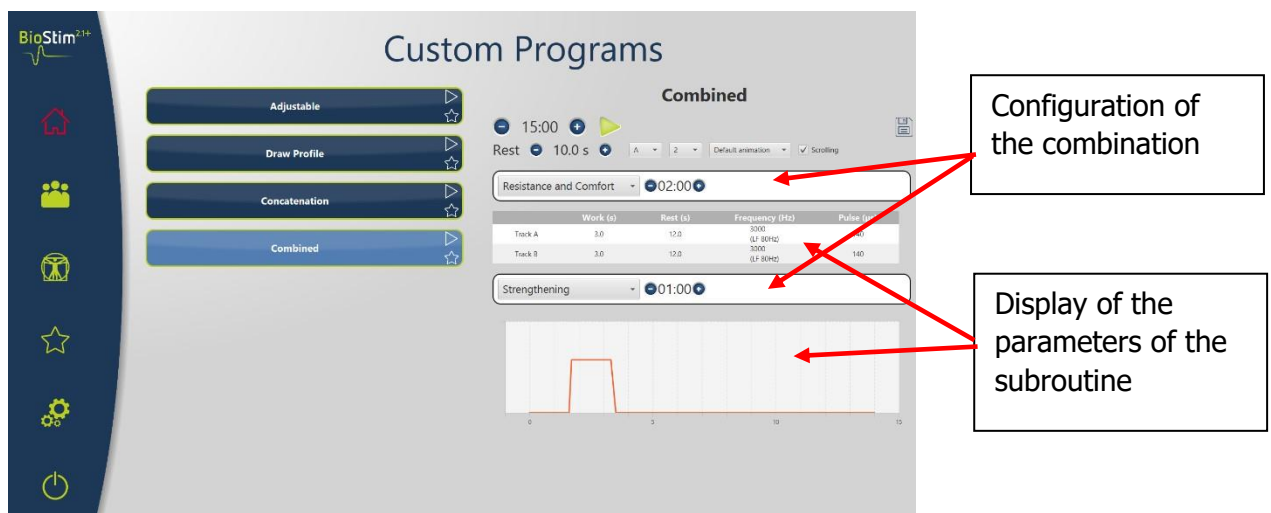 BioStim2.1+
Custom Programs
Adjustable
Draw Profile
Concatenation
Combined
Combined
15:00
Rest 10.0 s A 2 Default animation Scrolling
Resistance and Comfort 02:00
Work (s) Rest (s) Frequency (Hz) Pulse
Track A 3.0 12.0 3000 (LF 80Hz)
Track B 3.0 12.0 3000 (LF 80Hz) 140
Strengthening 01:00
0 5 10 15
Configuration of
the combination
Display of the
parameters of the
subroutine